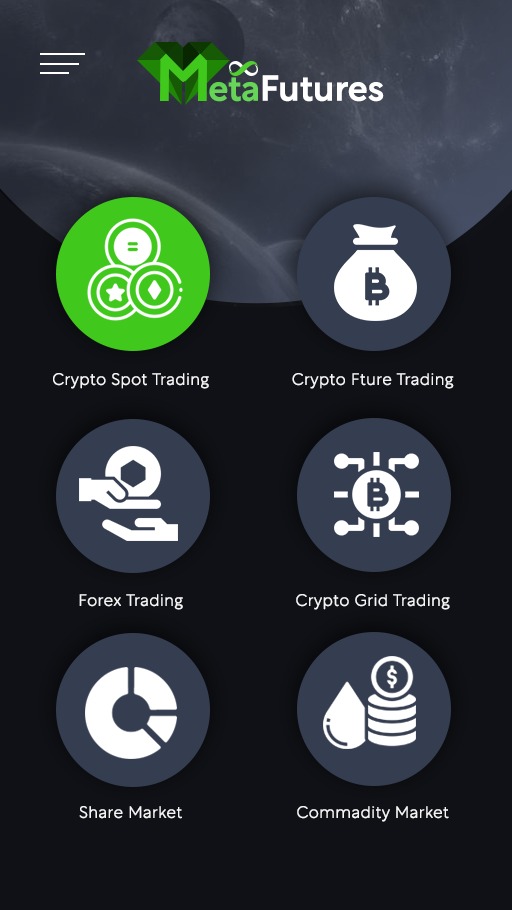 MetaFutures
Crypto Spot Trading
Crypto Fture Trading
Forex Trading
Crypto Grid Trading
Share Market
Commadity Market